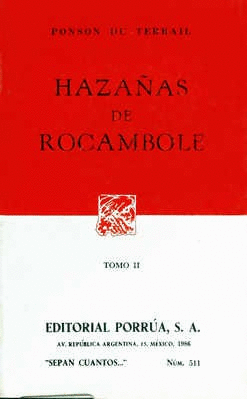 PONSON DU TERRAIL
HAZAÑAS
DE
ROCAMBOLE
TOMO II
EDITORIAL PORRÚA, S. A.
AV. REPÚBLICA ARGENTINA, 15, MÉXICO, 1986
"SEPAN CUANTOS..." NÚM. 511